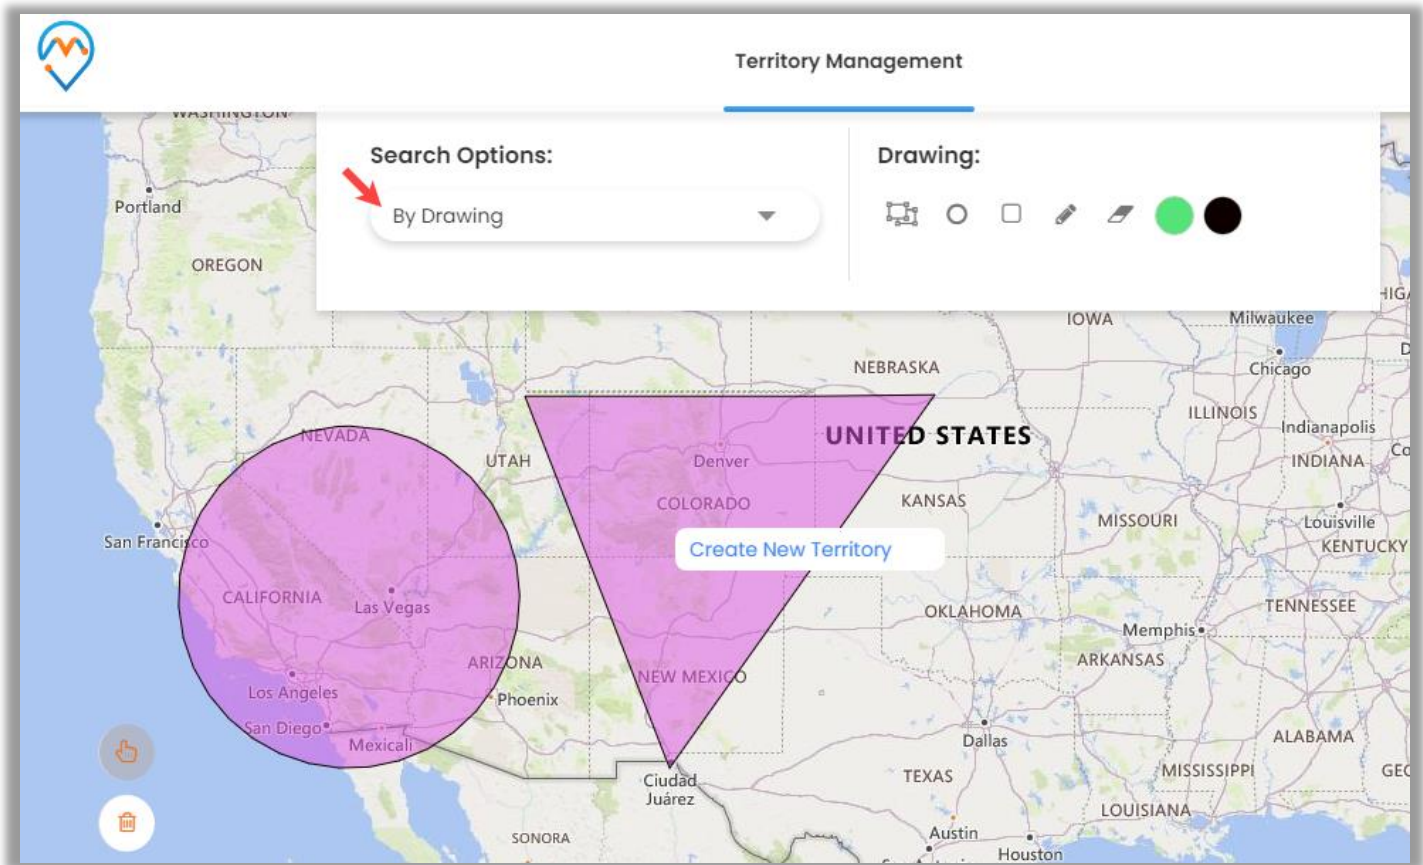 Territory Management
WASHINGTON
Search Options:
Drawing:
By Drawing
Portland
OREGON
IOWA
Milwaukee
Chicago
NEBRASKA
ILLINOIS
Indianapolis
NEVADA
UNITED STATES
UTAH
Denver
INDIANA
COLORADO
KANSAS
MISSOURI
Louisville
San Francisco
KENTUCKY
Create New Territory
CALIFORNIA
Las Vegas
OKLAHOMA
TENNESSEE
Memphis
ARIZONA
ARKANSAS
NEW MEXICO
Los Angeles
Phoenix
San Diego
Mexicali
Dallas
ALABAMA
Ciudad
Juárez
TEXAS
MISSISSIPPI
GEO
LOUISIANA
SONORA
Austin
Houston